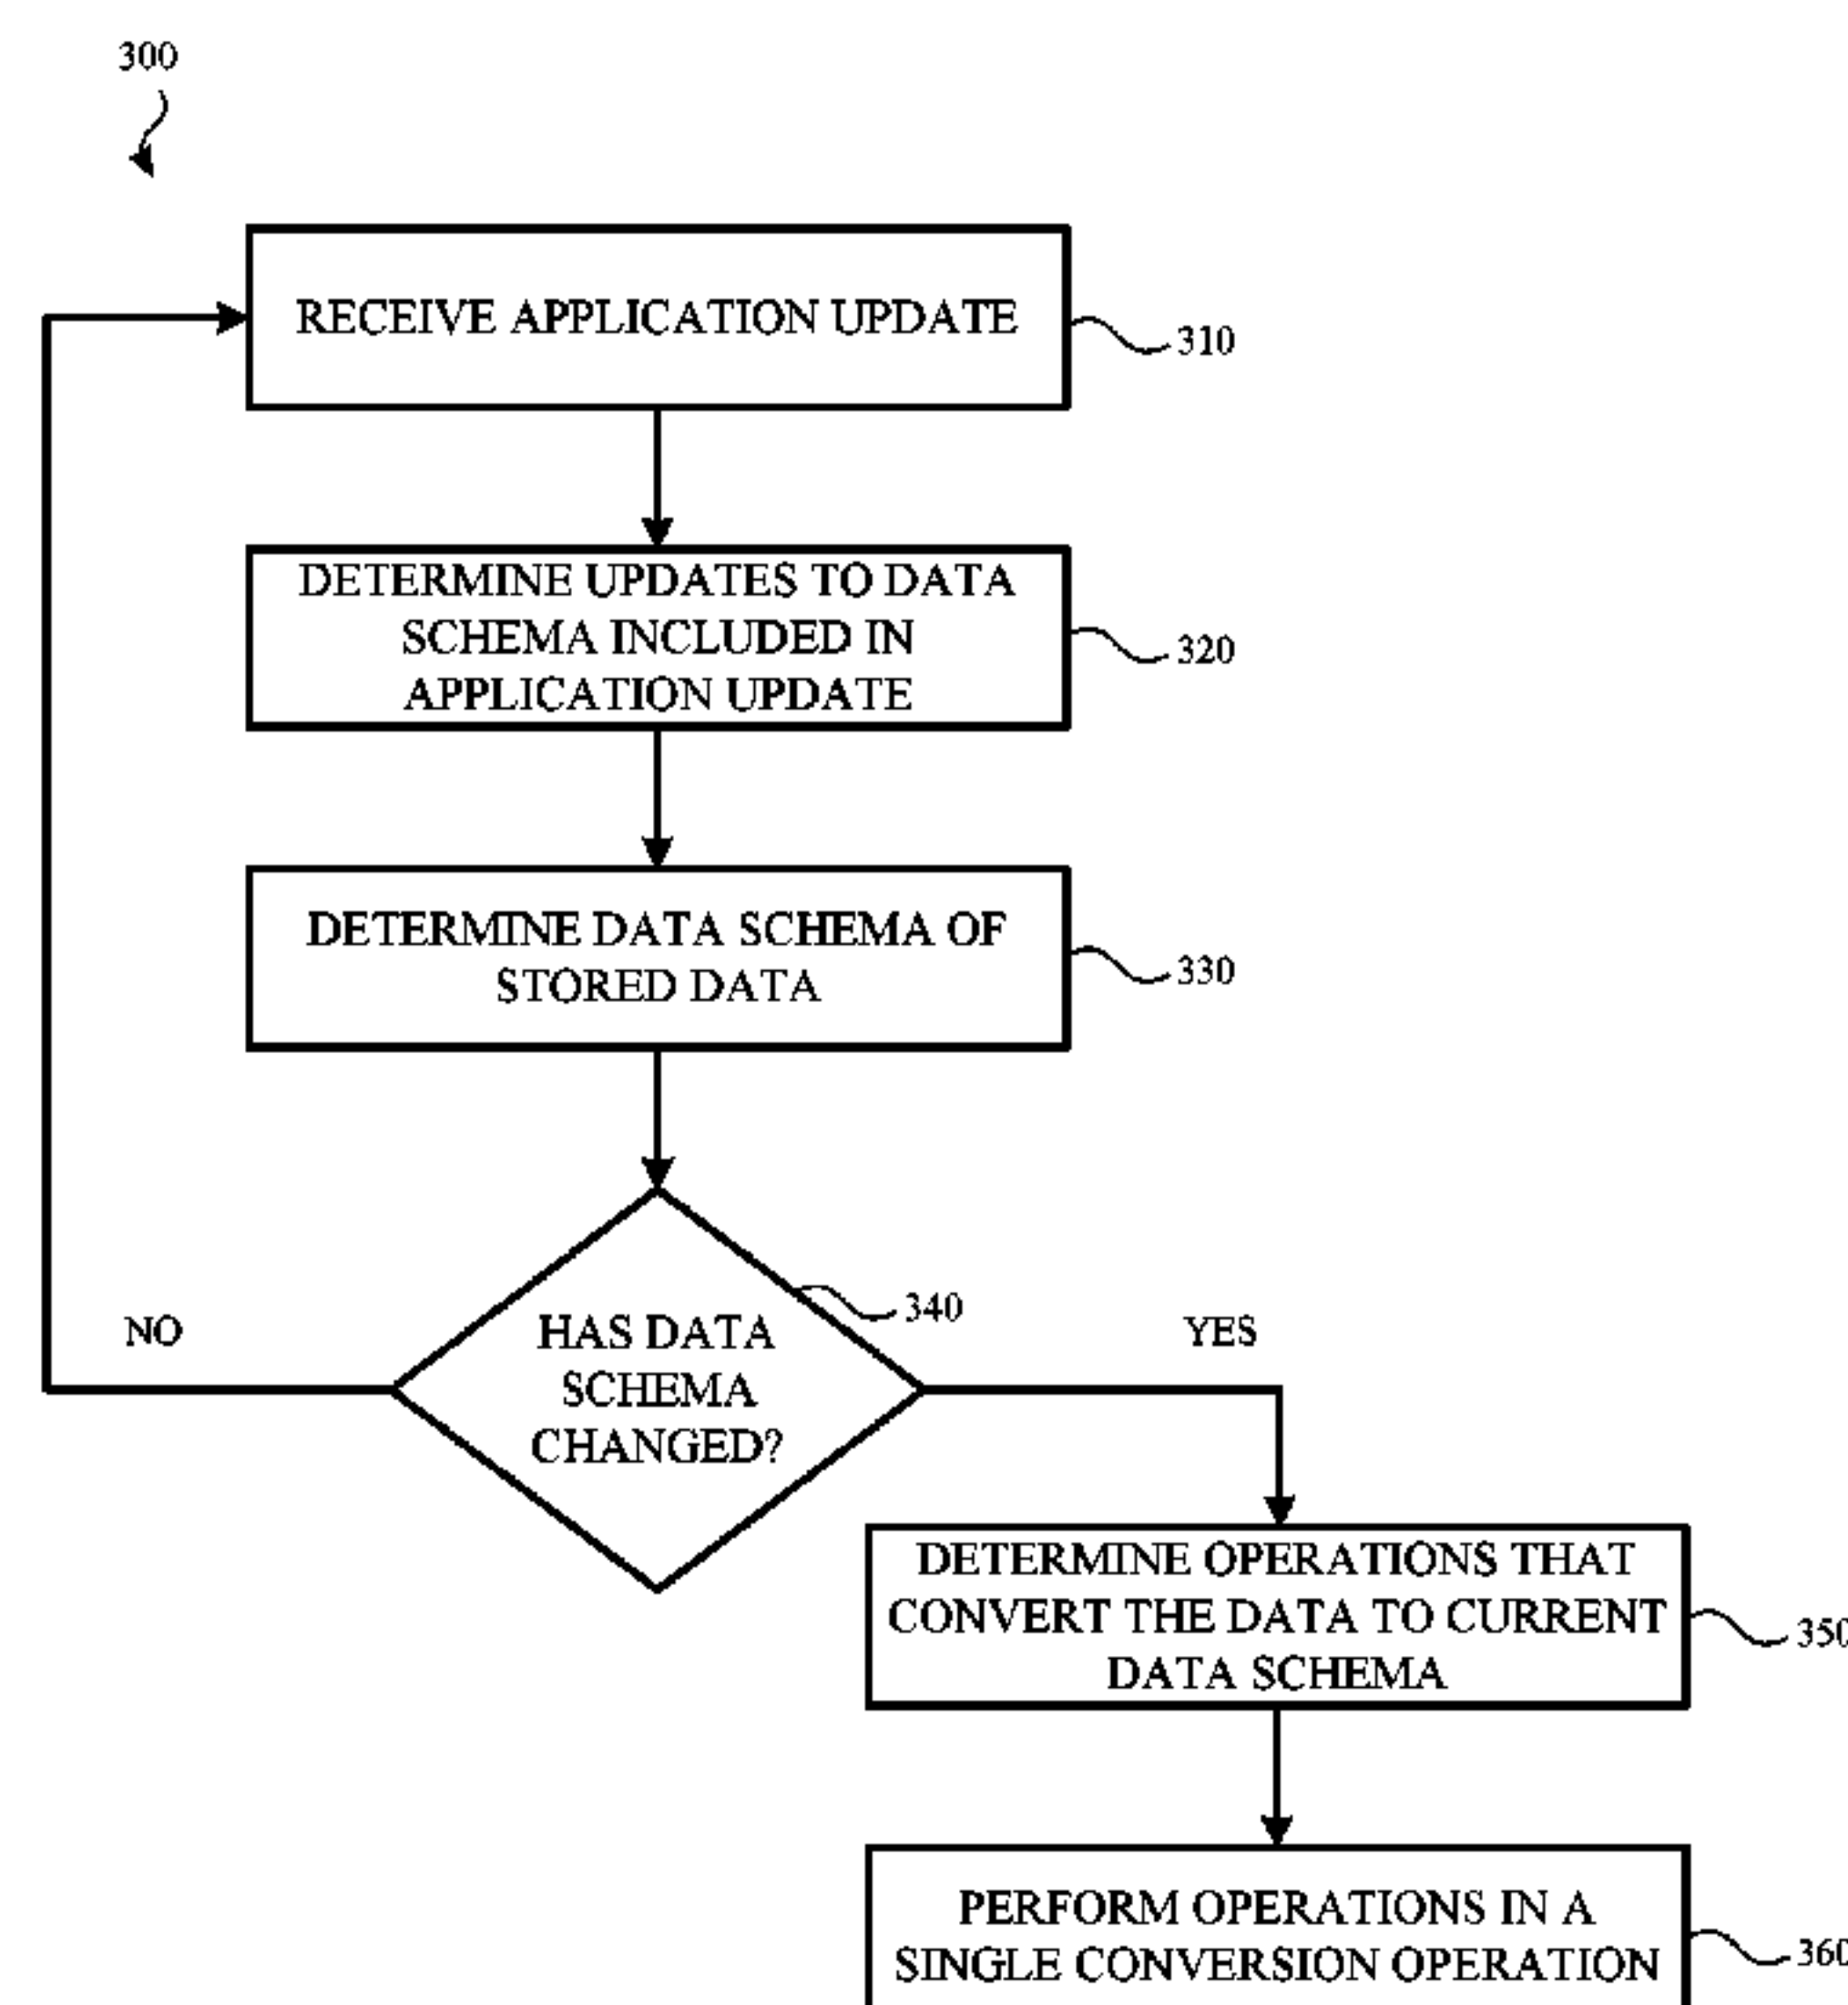 300
RECEIVE APPLICATION UPDATE
310
DETERMINE UPDATES TO DATA
SCHEMA INCLUDED IN
APPLICATION UPDATE
320
DETERMINE DATA SCHEMA OF
STORED DATA
330
HAS DATA
SCHEMA
CHANGED?
340
NO
YES
DETERMINE OPERATIONS THAT
CONVERT THE DATA TO CURRENT
DATA SCHEMA
350
PERFORM OPERATIONS IN A
SINGLE CONVERSION OPERATION
360